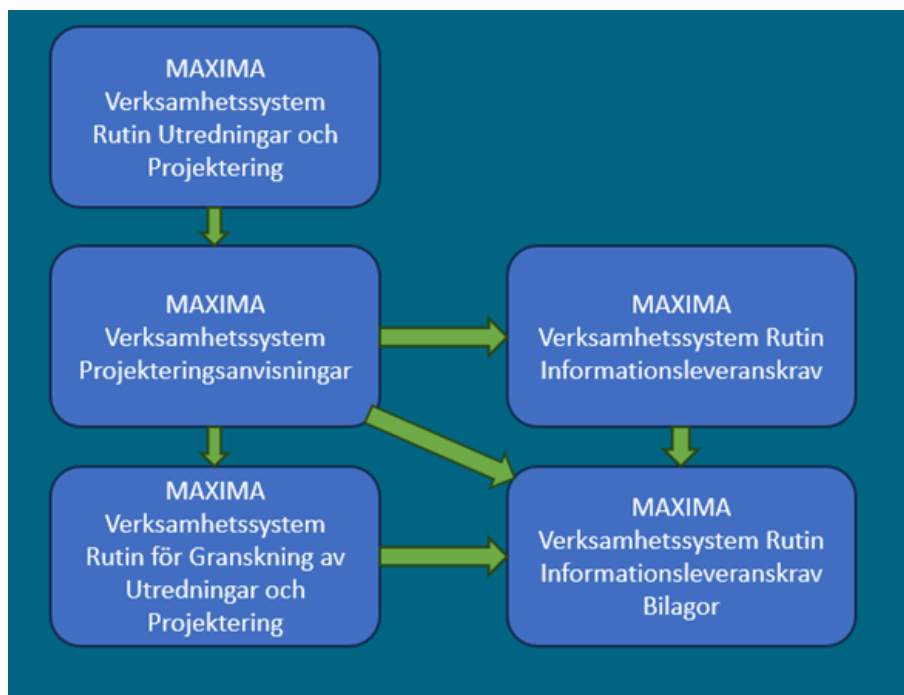 MAXIMA
Verksamhetssystem
Rutin Utredningar och
Projektering
MAXIMA
Verksamhetssystem
Projekteringsanvisningar
MAXIMA
Verksamhetssystem Rutin
Informationsleveranskrav
MAXIMA
Verksamhetssystem
Rutin för Granskning av
Utredningar och
Projektering
MAXIMA
Verksamhetssystem Rutin
Informationsleveranskrav
Bilagor